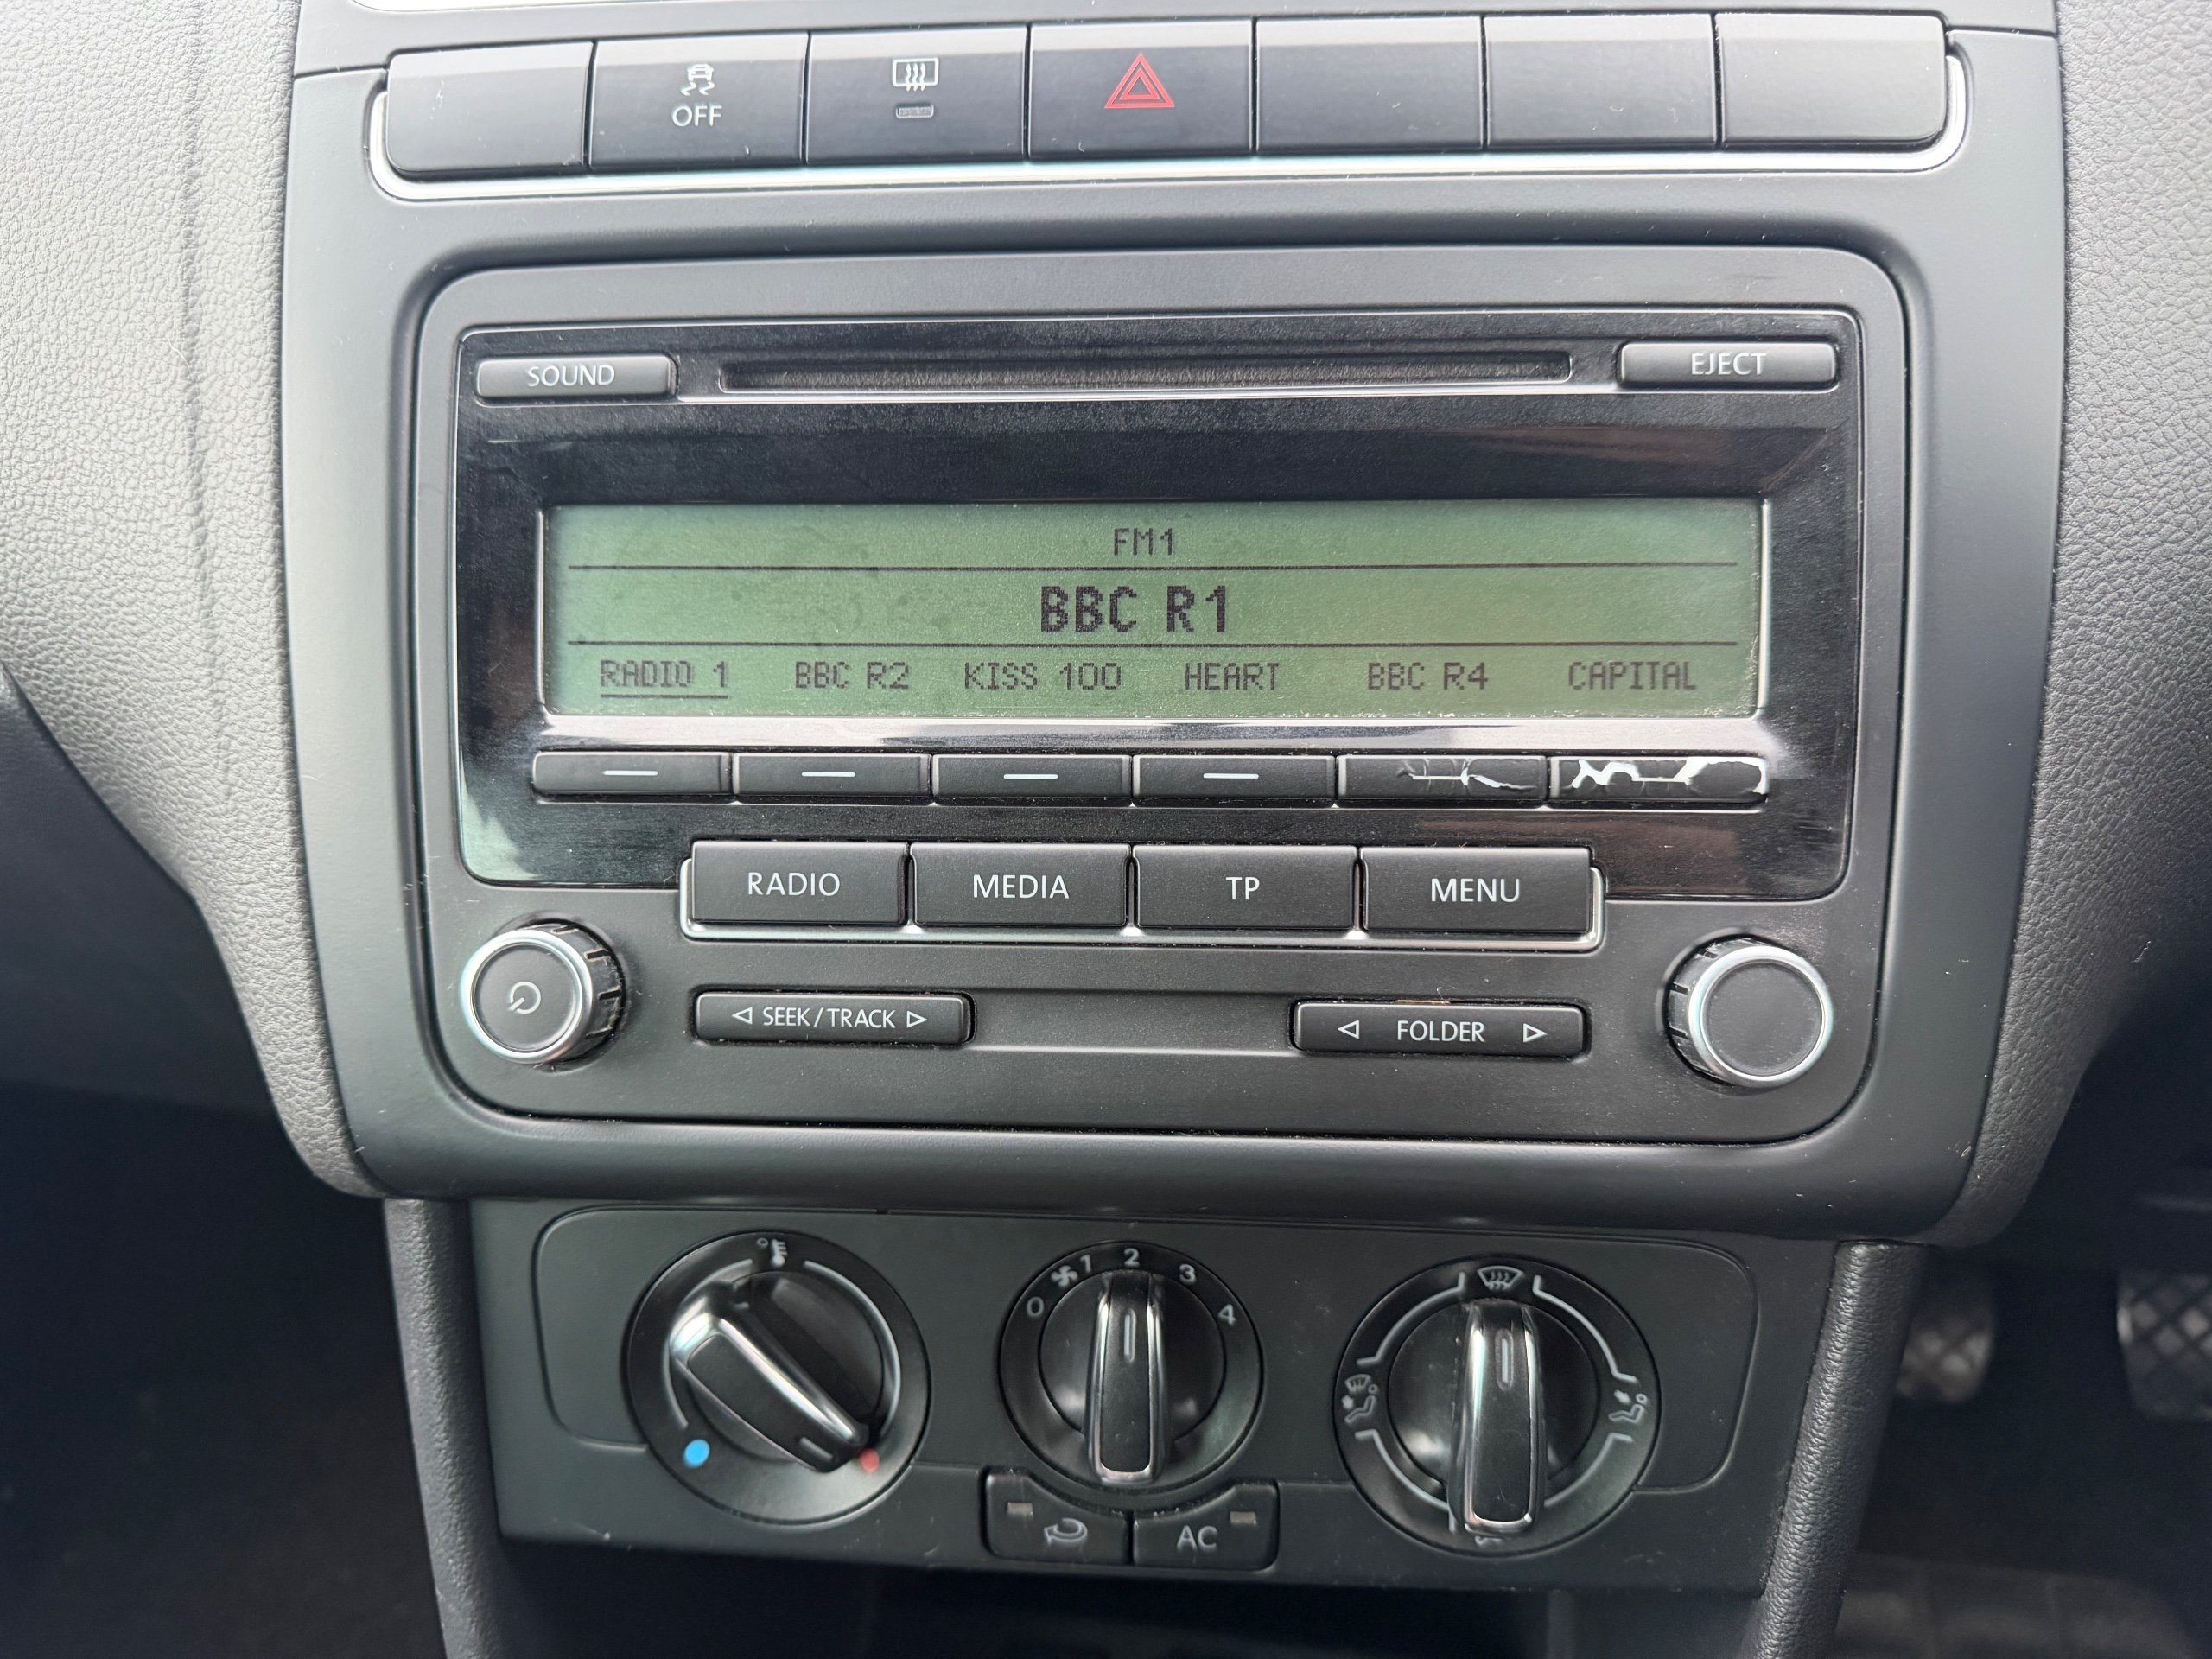 OFF
SOUND
EJECT
FM1
BBC R1
RADIO 1 BBC R2 KISS 100 HEART BBC R4 CAPITAL
RADIO MEDIA TP MENU
SEEK/TRACK
FOLDER
0 1 2 3 4
AC